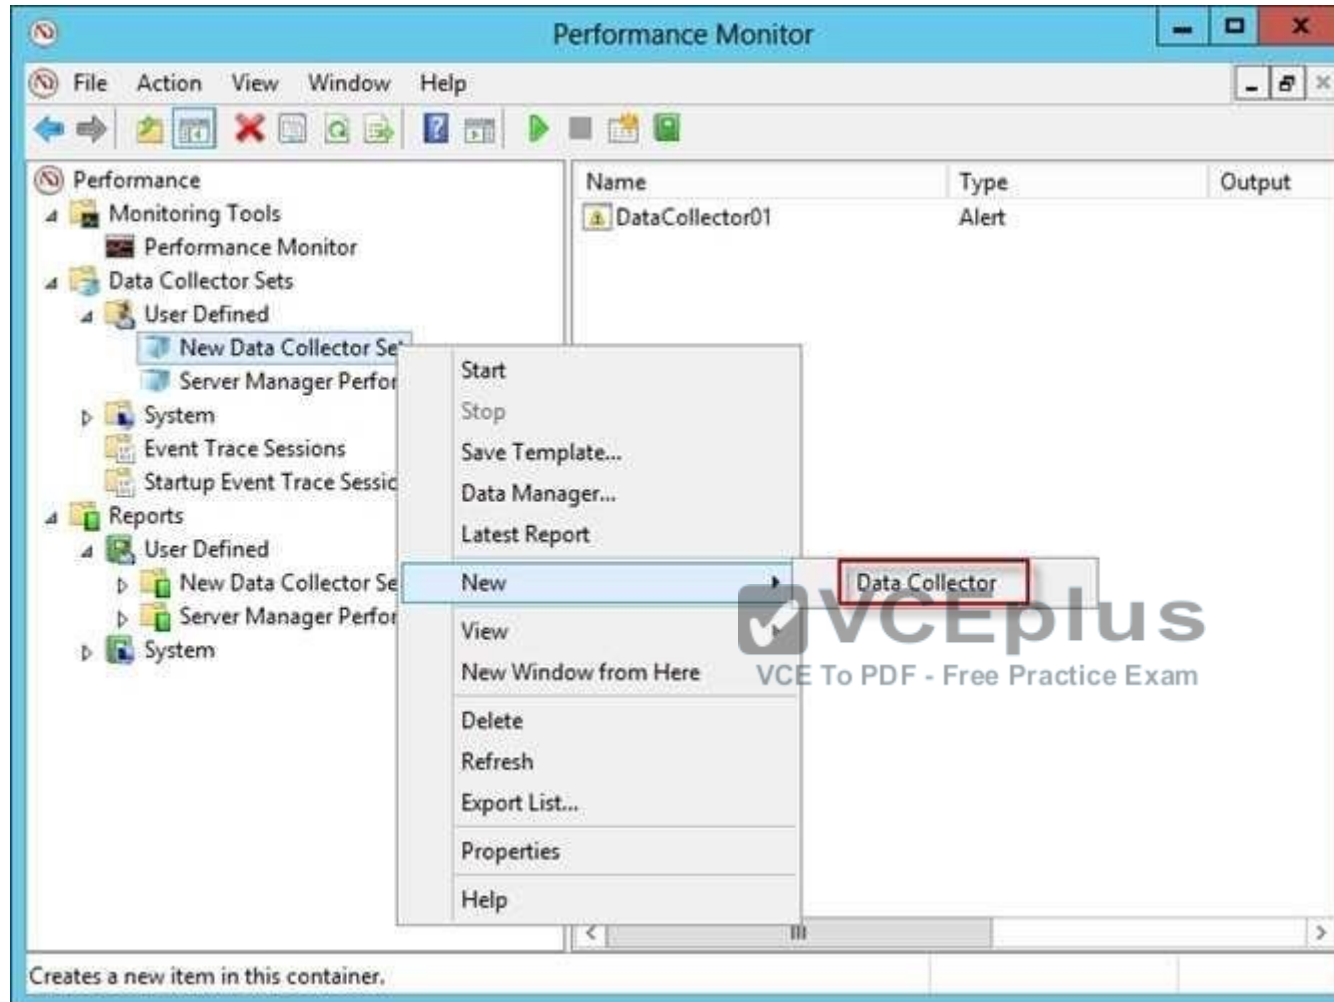 Performance Monitor
File Action View Window Help
Performance
Monitoring Tools
Performance Monitor
Data Collector Sets
User Defined
New Data Collector Set
Server Manager Perfor
System
Event Trace Sessions
Startup Event Trace Sessic
Reports
User Defined
New Data Collector Se
Server Manager Perfor
System
Name Type Output
DataCollector01 Alert
Start
Stop
Save Template...
Data Manager...
Latest Report
New
View
New Window from Here
Delete
Refresh
Export List...
Properties
Help
Data Collector
VCEplus
VCE To PDF - Free Practice Exam
Creates a new item in this container.